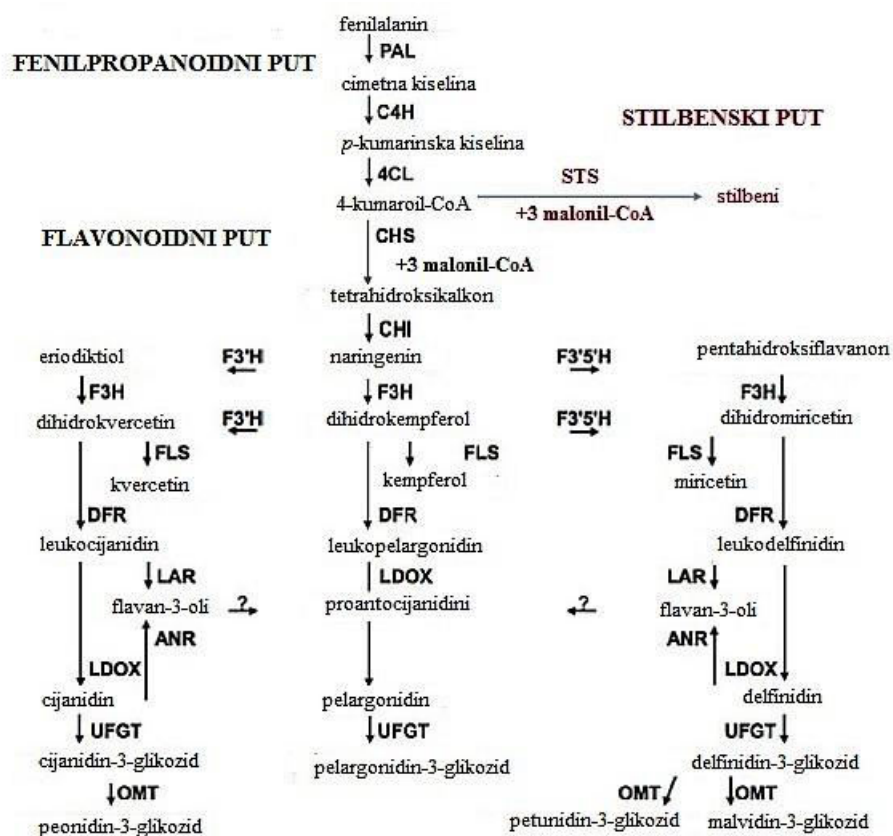 fenilalanin
PAL
FENILPROPANOIDNI PUT
cimetna kiselina
C4H
STILBENSKI PUT
p-kumarinska kiselina
4CL
STS
4-kumaroil-CoA
stilbeni
+3 malonil-CoA
FLAVONOIDNI PUT
CHS
+3 malonil-CoA
tetrahidroksikalkon
CHI
eriodiktiol F3'H naringenin F3'5'H pentahidroksiflavanon
F3H F3H F3H
dihidrokvercetin F3'H dihidrokempferol F3'5'H dihidromiricetin
FLS FLS FLS
kvercetin kempferol miricetin
DFR DFR DFR
leukocijanidin leukopelargonidin leukodelfinidin
LAR LDOX LAR
flavan-3-oli ? proantocijanidini ? flavan-3-oli
ANR ANR
LDOX LDOX
cijanidin pelargonidin delfinidin
UFGT UFGT UFGT
cijanidin-3-glikozid pelargonidin-3-glikozid delfinidin-3-glikozid
OMT OMT OMT
peonidin-3-glikozid petunidin-3-glikozid malvidin-3-glikozid